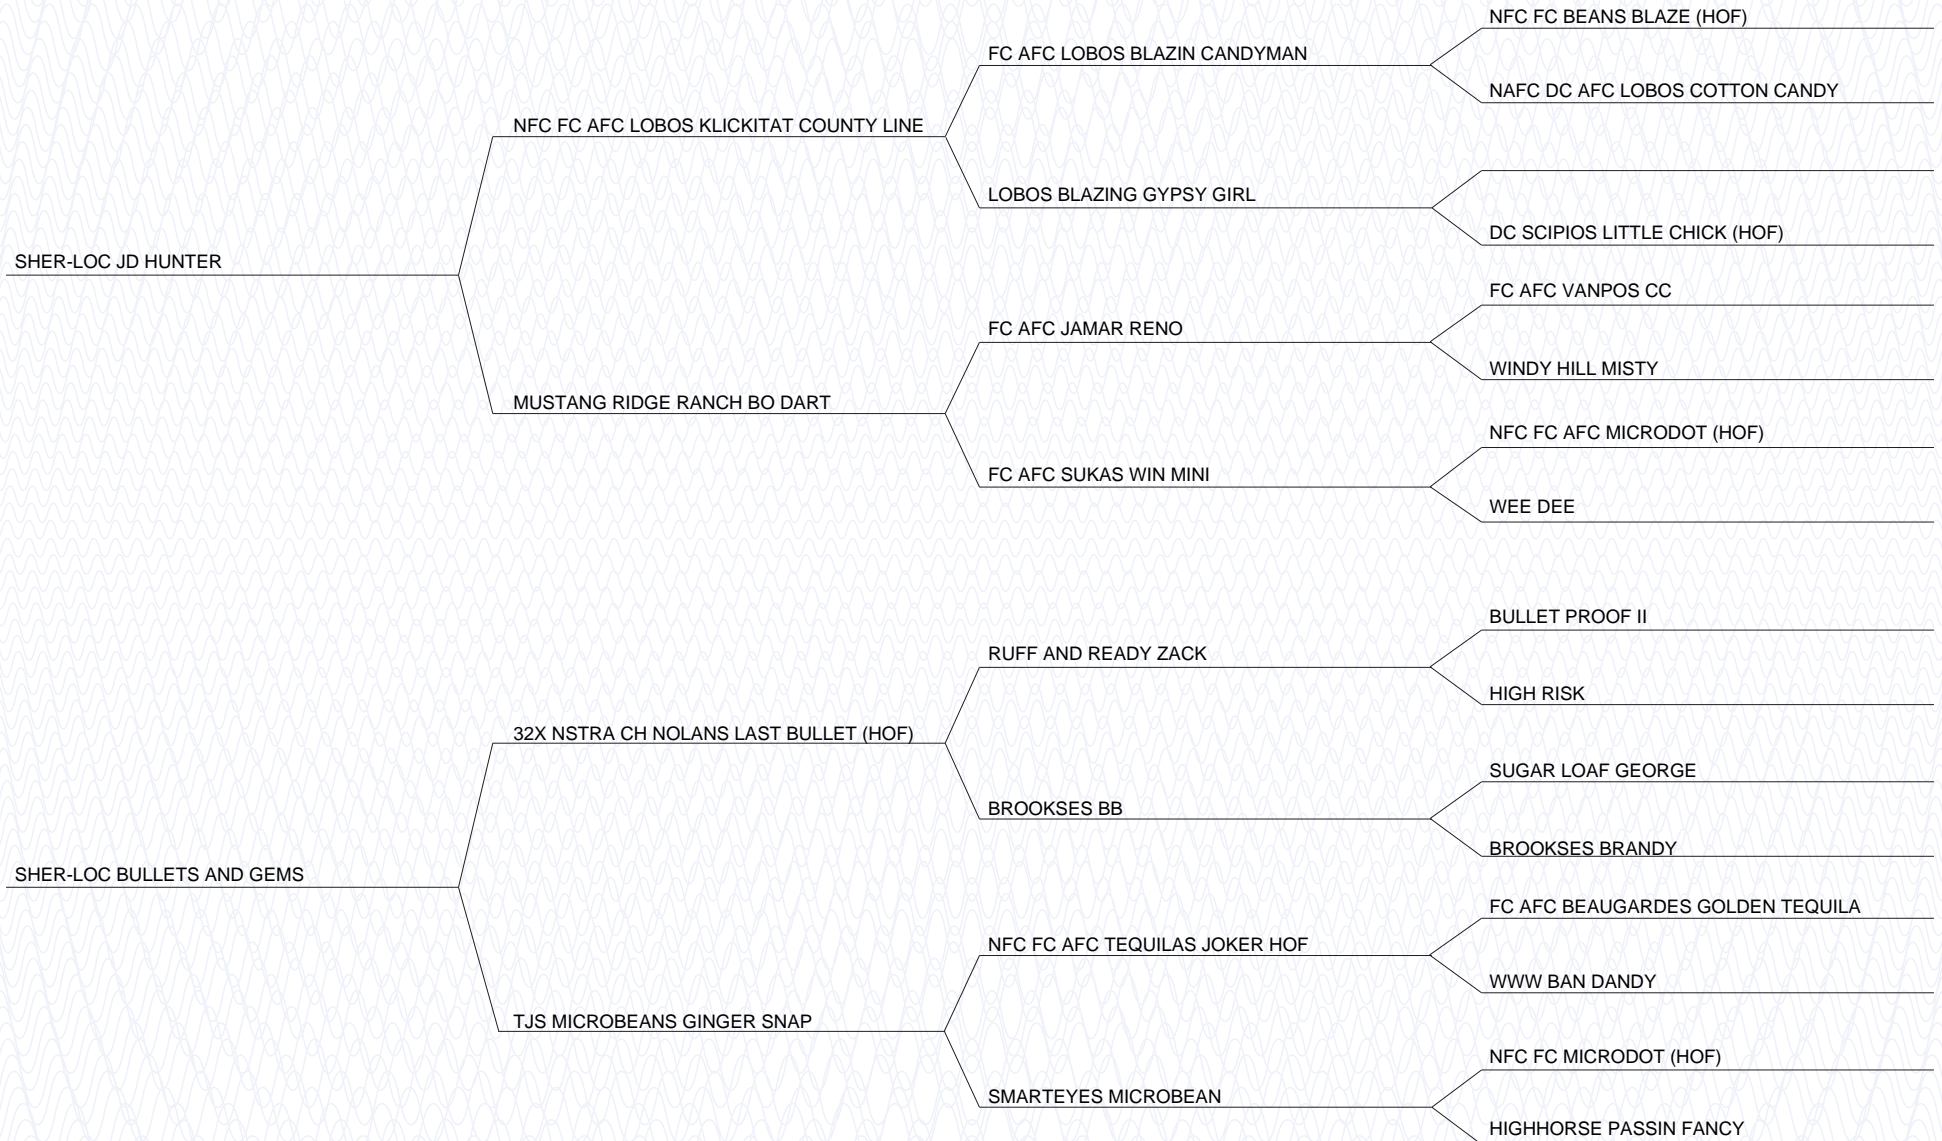 NFC FC BEANS BLAZE (HOF)
FC AFC LOBOS BLAZIN CANDYMAN
NAFC DC AFC LOBOS COTTON CANDY
NFC FC AFC LOBOS KLICKITAT COUNTY LINE
LOBOS BLAZING GYPSY GIRL
DC SCIPIOS LITTLE CHICK (HOF)
SHER-LOC JD HUNTER
FC AFC VANPOS CC
FC AFC JAMAR RENO
WINDY HILL MISTY
MUSTANG RIDGE RANCH BO DART
NFC FC AFC MICRODOT (HOF)
FC AFC SUKAS WIN MINI
WEE DEE
BULLET PROOF II
RUFF AND READY ZACK
HIGH RISK
32X NSTRA CH NOLANS LAST BULLET (HOF)
SUGAR LOAF GEORGE
BROOKSES BB
BROOKSES BRANDY
SHER-LOC BULLETS AND GEMS
FC AFC BEAUGARDES GOLDEN TEQUILA
NFC FC AFC TEQUILAS JOKER HOF
WWW BAN DANDY
TJS MICROBEANS GINGER SNAP
NFC FC MICRODOT (HOF)
SMARTEYES MICROBEAN
HIGHHORSE PASSIN FANCY